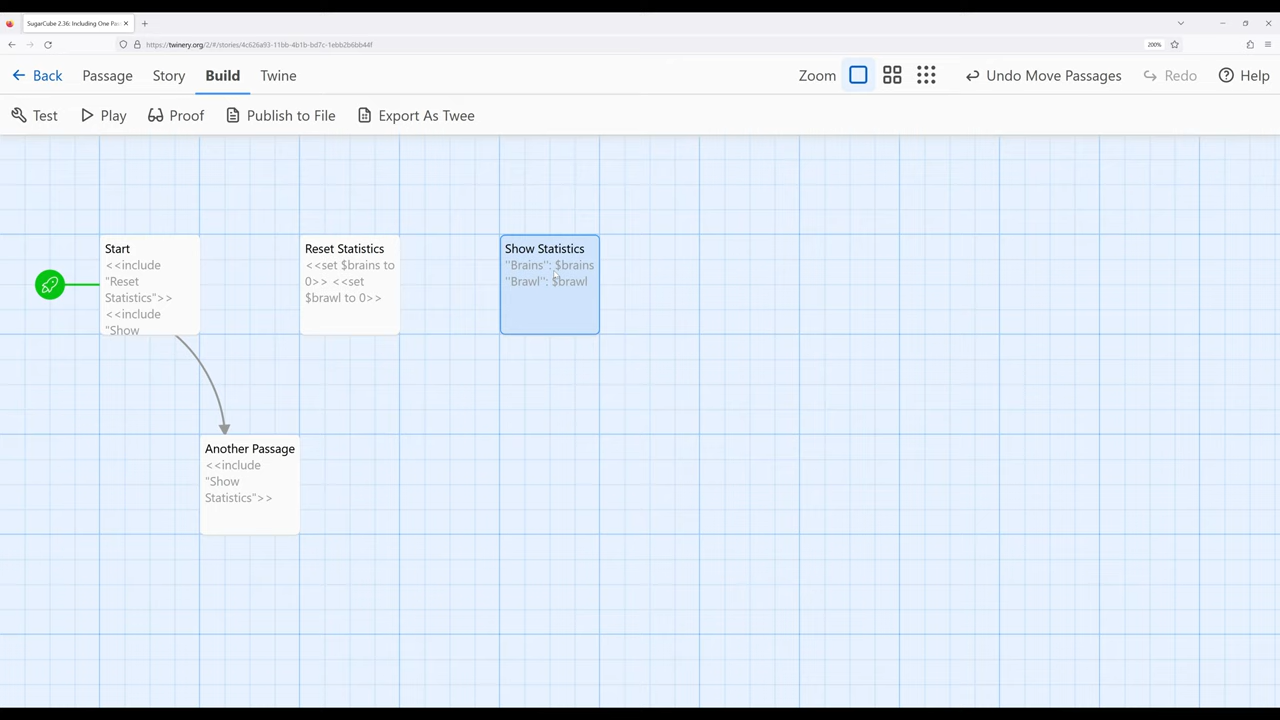 SugarCube 2.36: Including One Pa
https://twinery.org/2/#/stories/4c626a93-11bb-4b1b-bd7c-1ebb2b6bb44f
200%
Back Passage Story Build Twine Zoom Undo Move Passages Redo Help
Test Play Proof Publish to File Export As Twee
Start
<<include
"Reset
Statistics">>
<<include
"Show
Reset Statistics
<<set $brains to
0>> <<set
$brawl to 0>>
Show Statistics
''Brains'': $brains
''Brawl'': $brawl
Another Passage
<<include
"Show
Statistics">>